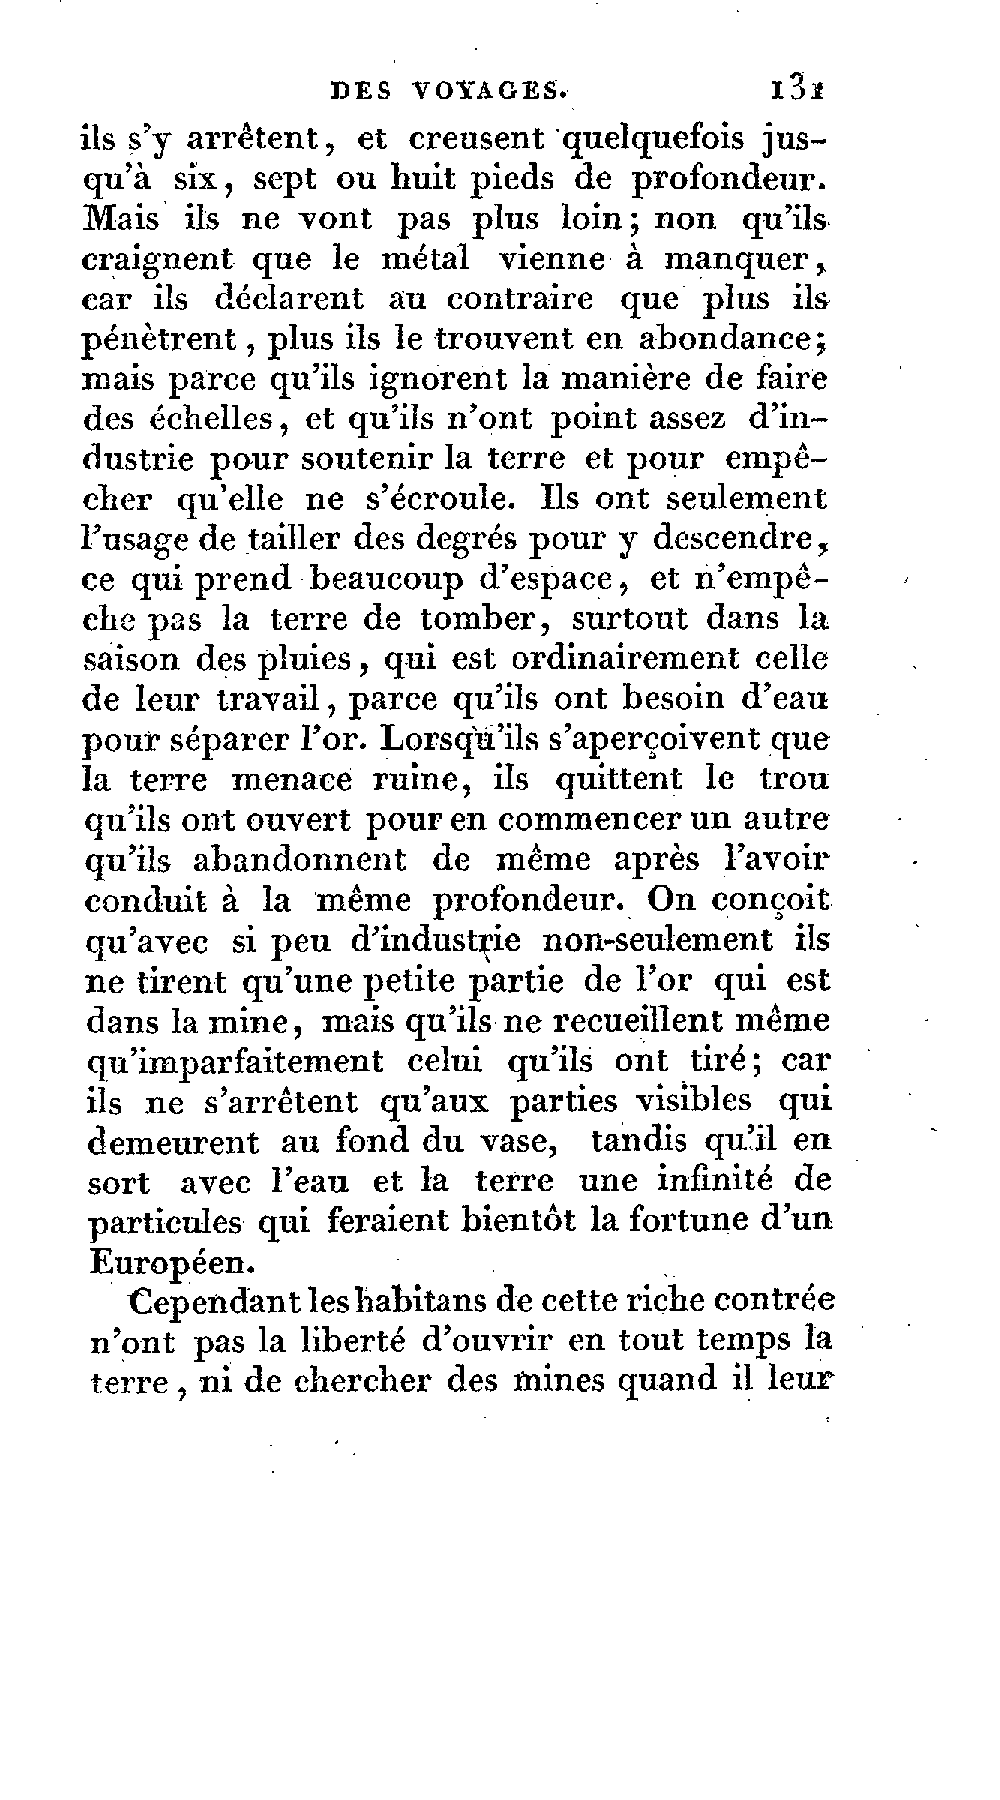 DES VOYAGES. 131
ils s'y arrêtent, et creusent quelquefois jus-
qu'à six, sept ou huit pieds de profondeur.
Mais ils ne vont pas plus loin; non qu'ils
craignent que le métal vienne à manquer,
car ils déclarent au contraire que plus ils
pénètrent, plus ils le trouvent en abondance;
mais parce qu'ils ignorent la manière de faire
des échelles, et qu'ils n'ont point assez d'in-
dustrie pour soutenir la terre et pour empê-
cher qu'elle ne s'écroule. Ils ont seulement
l'usage de tailler des degrés pour y descendre,
ce qui prend beaucoup d'espace, et n'empê-
che pas la terre de tomber, surtout dans la
saison des pluies, qui est ordinairement celle
de leur travail, parce qu'ils ont besoin d'eau
pour séparer l'or. Lorsqu'ils s'aperçoivent que
la terre menace ruine, ils quittent le trou
qu'ils ont ouvert pour en commencer un autre
qu'ils abandonnent de même après l'avoir
conduit à la même profondeur. On conçoit
qu'avec si peu d'industrie non-seulement ils
ne tirent qu'une petite partie de l'or qui est
dans la mine, mais qu'ils ne recueillent même
qu'imparfaitement celui qu'ils ont tiré; car
ils ne s'arrêtent qu'aux parties visibles qui
demeurent au fond du vase, tandis qu'il en
sort avec l'eau et la terre une infinité de
particules qui feraient bientôt la fortune d'un
Européen.
Cependant les habitans de cette riche contrée
n'ont pas la liberté d'ouvrir en tout temps la
terre, ni de chercher des mines quand il leur